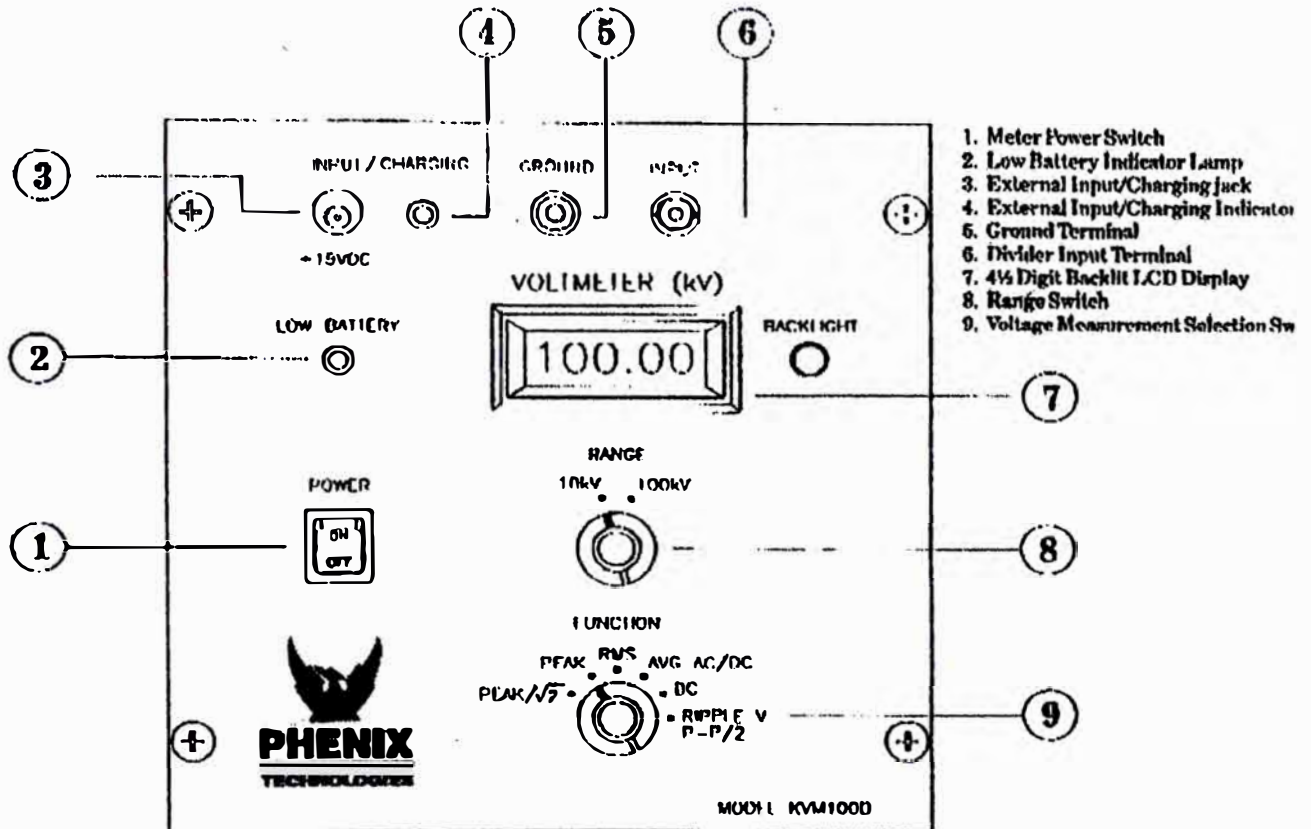 4 5 6
3
INPUT / CHARGING GROUND INPUT
+15VDC
1. Meter Power Switch
2. Low Battery Indicator Lamp
3. External Input/Charging jack
4. External Input/Charging Indicator
5. Ground Terminal
6. Divider Input Terminal
7. 4½ Digit Backlit LCD Display
8. Range Switch
9. Voltage Measurement Selection Sw
VOLTMETER (kV)
LOW BATTERY
100.00
BACKLIGHT
2
7
RANGE
10kV 100kV
POWER
ON
OFF
1
8
FUNCTION
PEAK/√2 PEAK RMS AVG AC/DC
DC
RIPPLE V
P-P/2
9
PHENIX
TECHNOLOGIES
MODEL KVM100D